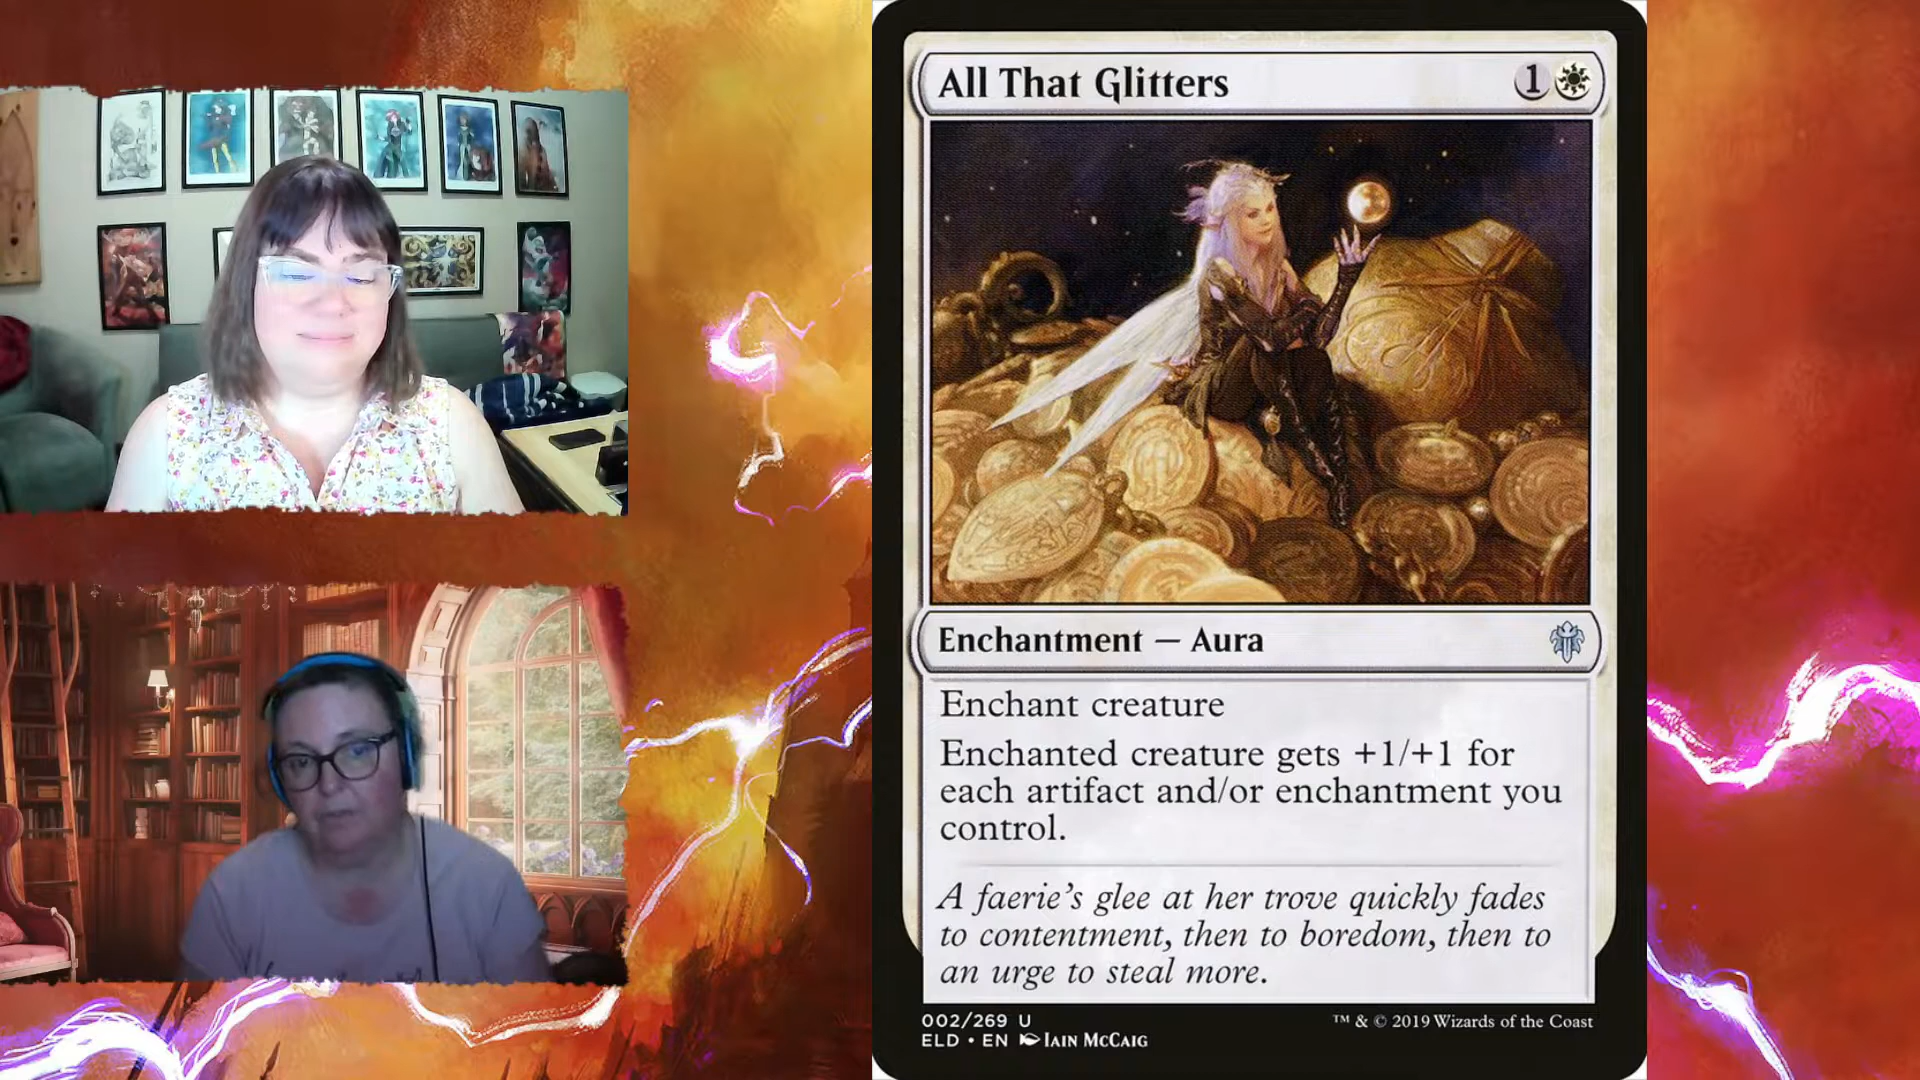 All That Glitters
1
Enchantment — Aura
Enchant creature
Enchanted creature gets +1/+1 for
each artifact and/or enchantment you
control.
A faerie's glee at her trove quickly fades
to contentment, then to boredom, then to
an urge to steal more.
002/269 U
™ & © 2019 Wizards of the Coast
ELD • EN Iain McCaig